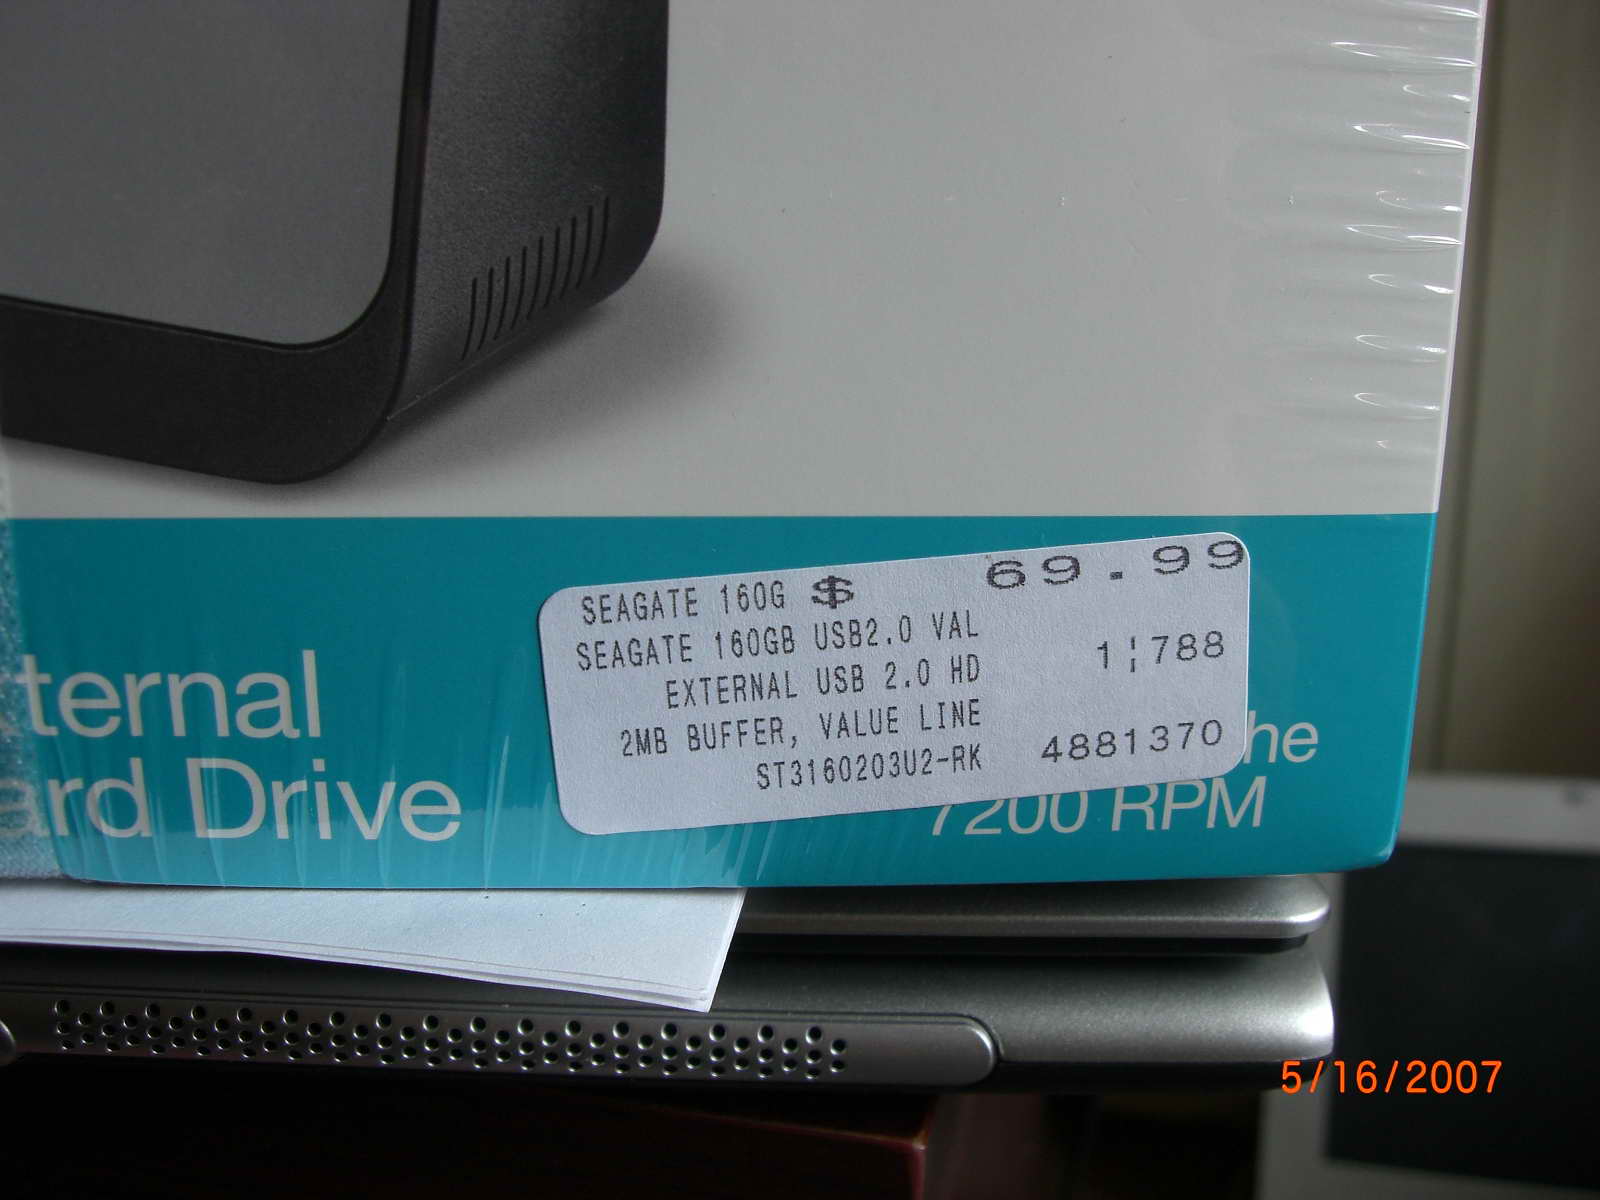 SEAGATE 160G $ 69.99
SEAGATE 160GB USB2.0 VAL
EXTERNAL USB 2.0 HD 1¦788
2MB BUFFER, VALUE LINE
ST3160203U2-RK 4881370
ternal
ard Drive
he
7200 RPM
5/16/2007